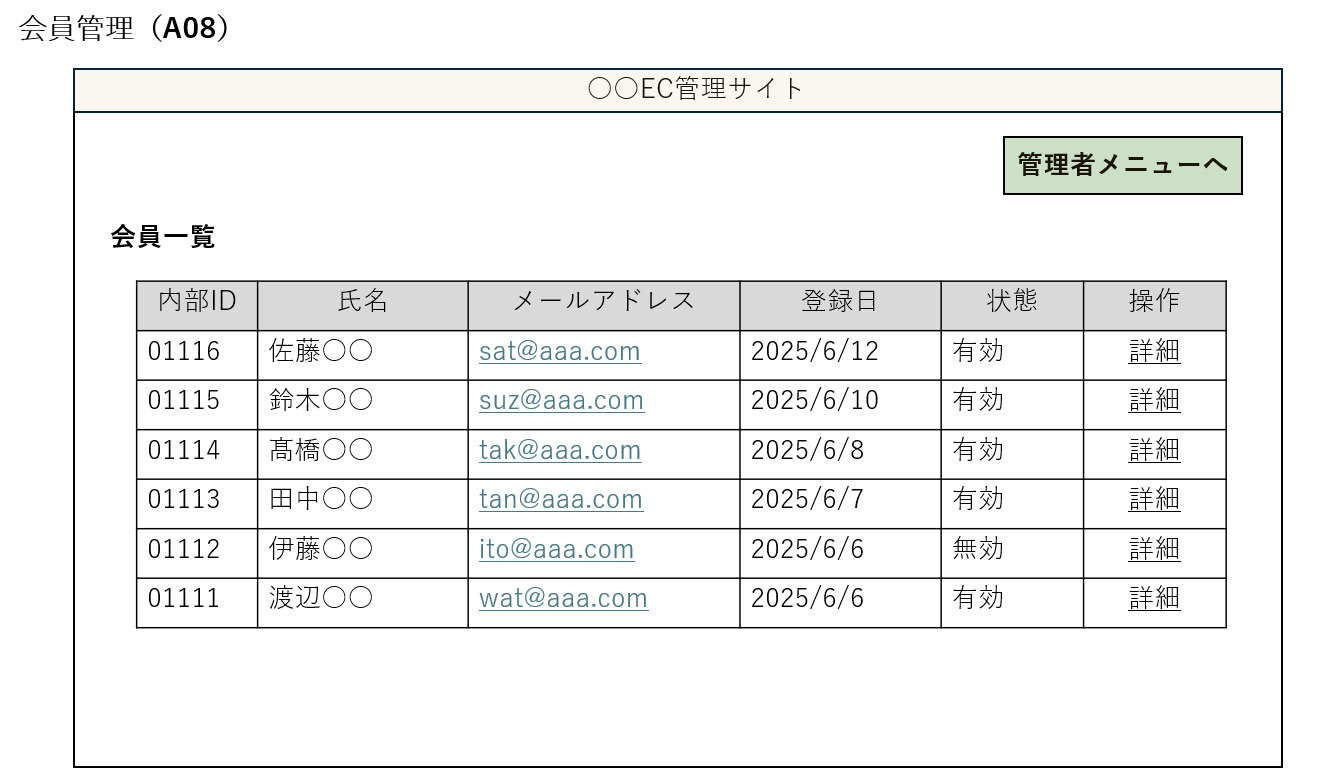 会員管理（A08）
〇〇EC管理サイト
管理者メニューへ
会員一覧
内部ID 氏名 メールアドレス 登録日 状態 操作
01116 佐藤〇〇 sat@aaa.com 2025/6/12 有効 詳細
01115 鈴木〇〇 suz@aaa.com 2025/6/10 有効 詳細
01114 髙橋〇〇 tak@aaa.com 2025/6/8 有効 詳細
01113 田中〇〇 tan@aaa.com 2025/6/7 有効 詳細
01112 伊藤〇〇 ito@aaa.com 2025/6/6 無効 詳細
01111 渡辺〇〇 wat@aaa.com 2025/6/6 有効 詳細